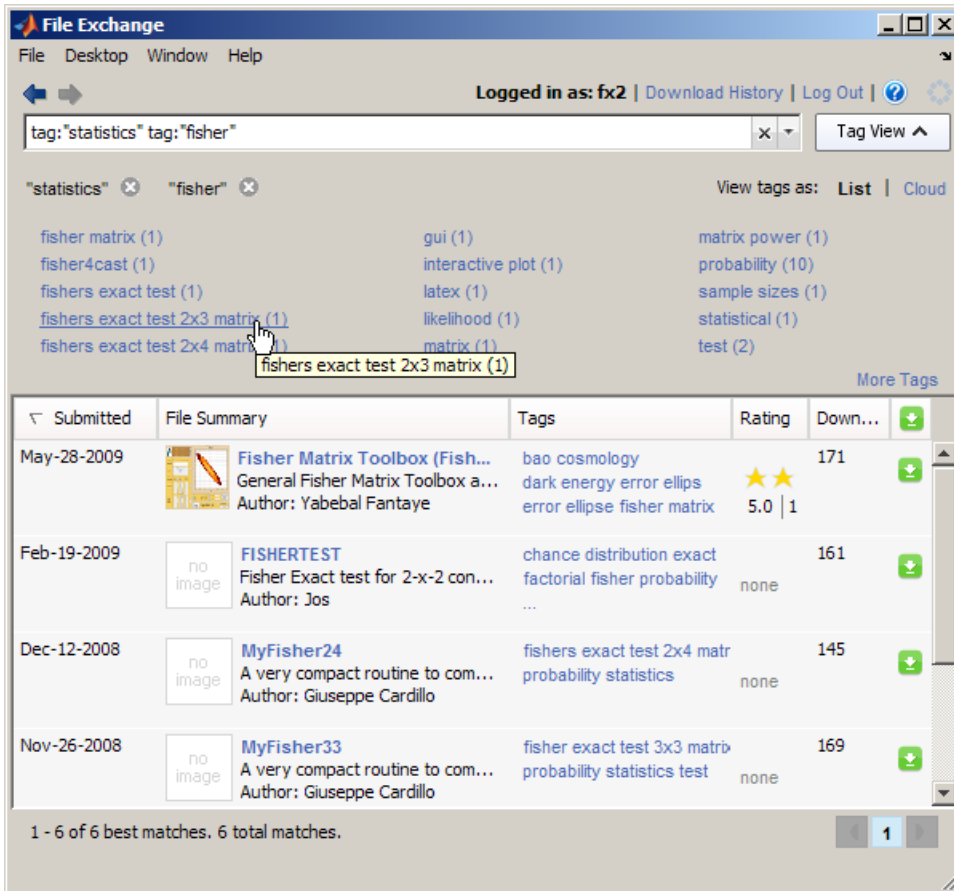 File Exchange
File Desktop Window Help
Logged in as: fx2 | Download History | Log Out |
tag:"statistics" tag:"fisher"
Tag View
"statistics" "fisher" View tags as: List | Cloud
fisher matrix (1) gui (1) matrix power (1)
fisher4cast (1) interactive plot (1) probability (10)
fishers exact test (1) latex (1) sample sizes (1)
fishers exact test 2x3 matrix (1) likelihood (1) statistical (1)
fishers exact test 2x4 matrix (1) matrix (1) test (2)
fishers exact test 2x3 matrix (1)
More Tags
Submitted File Summary Tags Rating Down...
May-28-2009 Fisher Matrix Toolbox (Fish... bao cosmology 171
General Fisher Matrix Toolbox a... dark energy error ellips
Author: Yabebal Fantaye error ellipse fisher matrix 5.0 | 1
Feb-19-2009 no image FISHERTEST chance distribution exact 161
Fisher Exact test for 2-x-2 con... factorial fisher probability none
Author: Jos ...
Dec-12-2008 no image MyFisher24 fishers exact test 2x4 matr 145
A very compact routine to com... probability statistics none
Author: Giuseppe Cardillo
Nov-26-2008 no image MyFisher33 fisher exact test 3x3 matrix 169
A very compact routine to com... probability statistics test none
Author: Giuseppe Cardillo
1 - 6 of 6 best matches. 6 total matches. 1